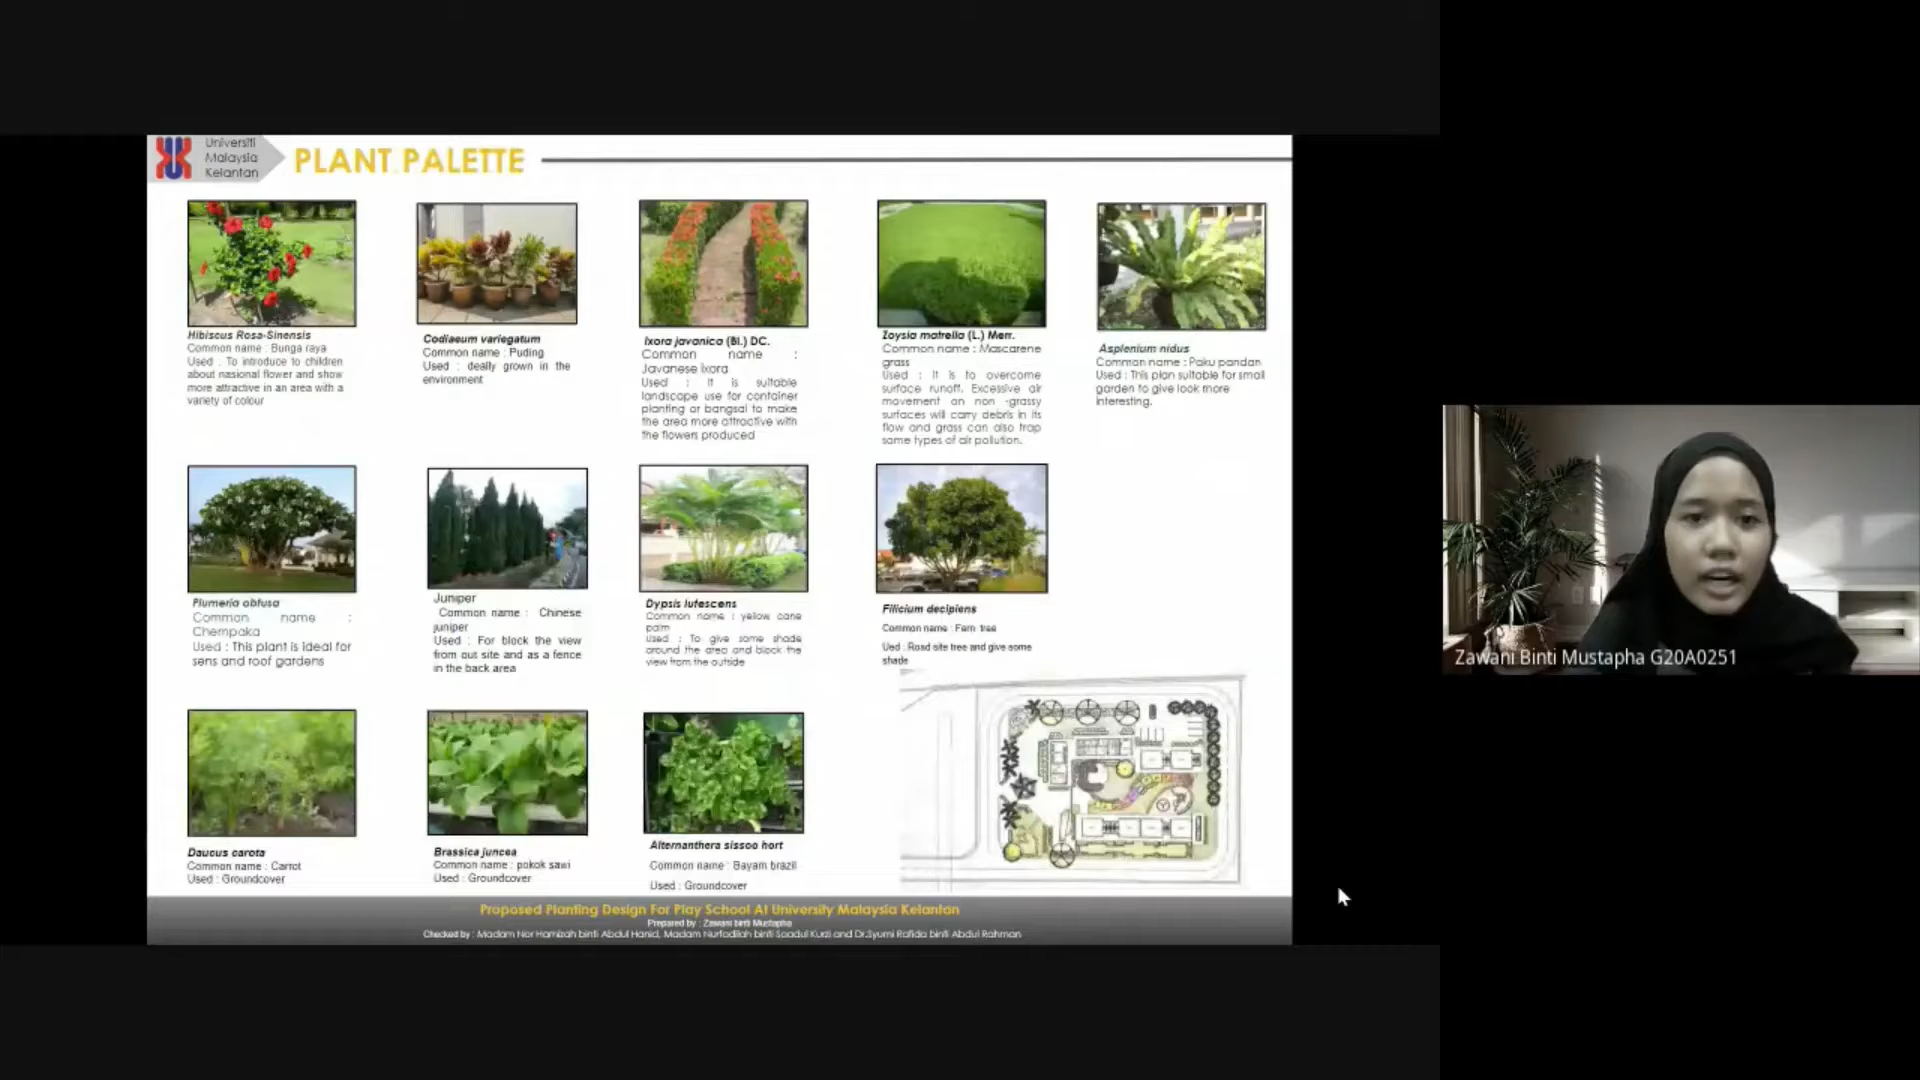 Universiti
Malaysia
Kelantan
PLANT PALETTE
Hibiscus Rosa-Sinensis
Common name : Bunga raya
Used : To introduce to children
about nasional flower and show
more attractive in an area with a
variety of colour
Codiaeum variegatum
Common name : Puding
Used : deally grown in the
environment
Ixora javanica (Bl.) DC.
Common name :
Javanese ixora
Used : It is suitable
landscape use for container
planting or bangsai to make
the area more attractive with
the flowers produced
Zoysia matrella (L.) Merr.
Common name : Mascarene
grass
Used : It is to overcome
surface runoff. Excessive air
movement on non -grassy
surfaces will carry debris in its
flow and grass can also trap
some types of air pollution.
Asplenium nidus
Common name : Paku pandan
Used : This plan suitable for small
garden to give look more
interesting.
Plumeria obtusa
Common name :
Chempaka
Used : This plant is ideal for
sens and roof gardens
Juniper
Common name : Chinese
juniper
Used : For block the view
from out site and as a fence
in the back area
Dypsis lutescens
Common name : yellow cane
palm
Used : To give some shade
around the area and block the
view from the outside
Filicium decipiens
Common name : Fern tree
Ued : Road site tree and give some
shade
Daucus carota
Common name : Carrot
Used : Groundcover
Brassica juncea
Common name : pokok sawi
Used : Groundcover
Alternanthera sissoo hort
Common name : Bayam brazil
Used : Groundcover
Proposed Planting Design For Play School At University Malaysia Kelantan
Prepared by : Zawani binti Mustapha
Checked by : Madam Nor Hamizah binti Abdul Hanid, Madam Nurfadilah binti Saadul Kurzi and Dr.Syumi Rafida binti Abdul Rahman
Zawani Binti Mustapha G20A0251